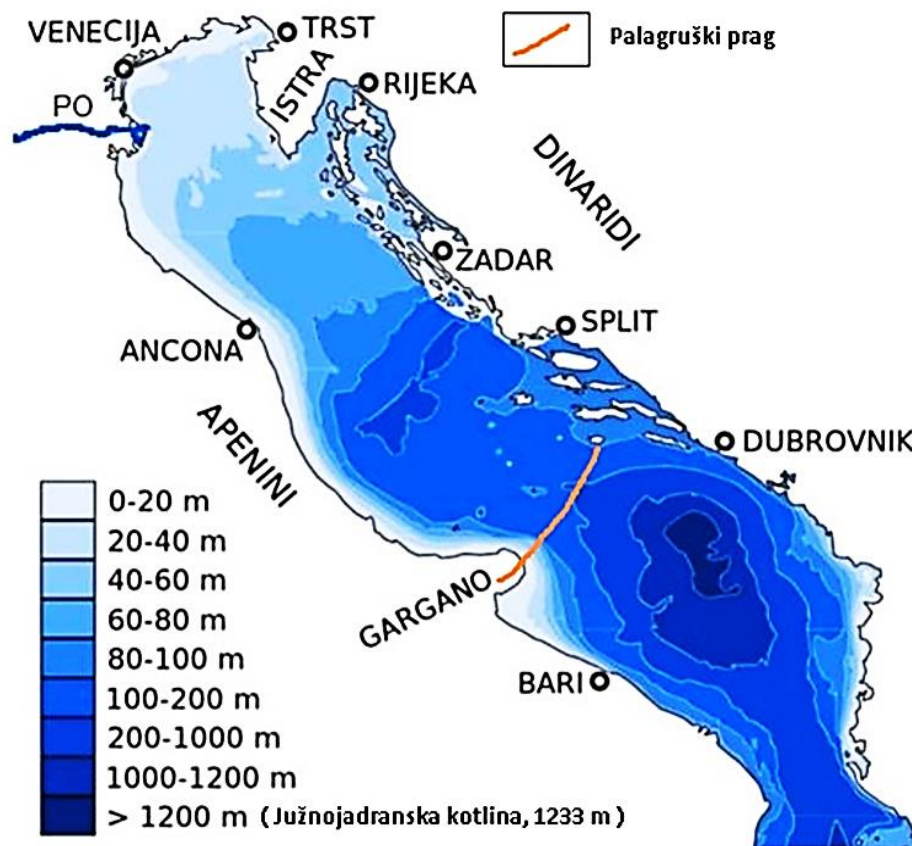 VENECIJA
TRST
Palagruški prag
ISTRA
RIJEKA
PO
DINARIDI
ZADAR
ANCONA
SPLIT
APENINI
DUBROVNIK
GARGANO
BARI
0-20 m
20-40 m
40-60 m
60-80 m
80-100 m
100-200 m
200-1000 m
1000-1200 m
> 1200 m (Južnojadranska kotlina, 1233 m )